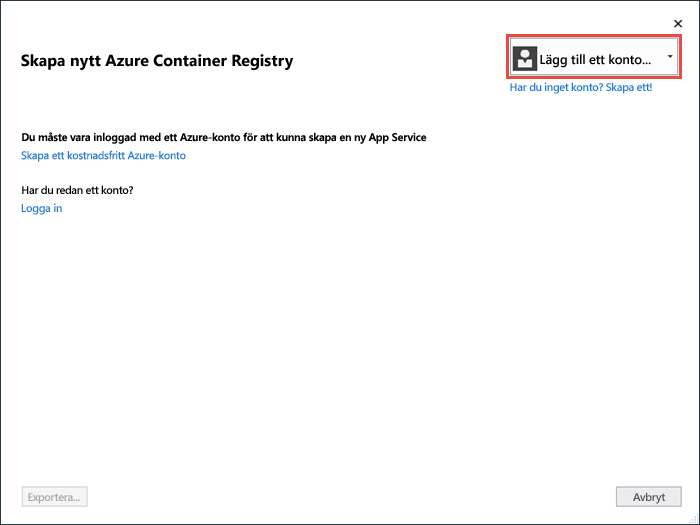 Skapa nytt Azure Container Registry
Lägg till ett konto...
Har du inget konto? Skapa ett!
Du måste vara inloggad med ett Azure-konto för att kunna skapa en ny App Service
Skapa ett kostnadsfritt Azure-konto
Har du redan ett konto?
Logga in
Exportera...
Avbryt